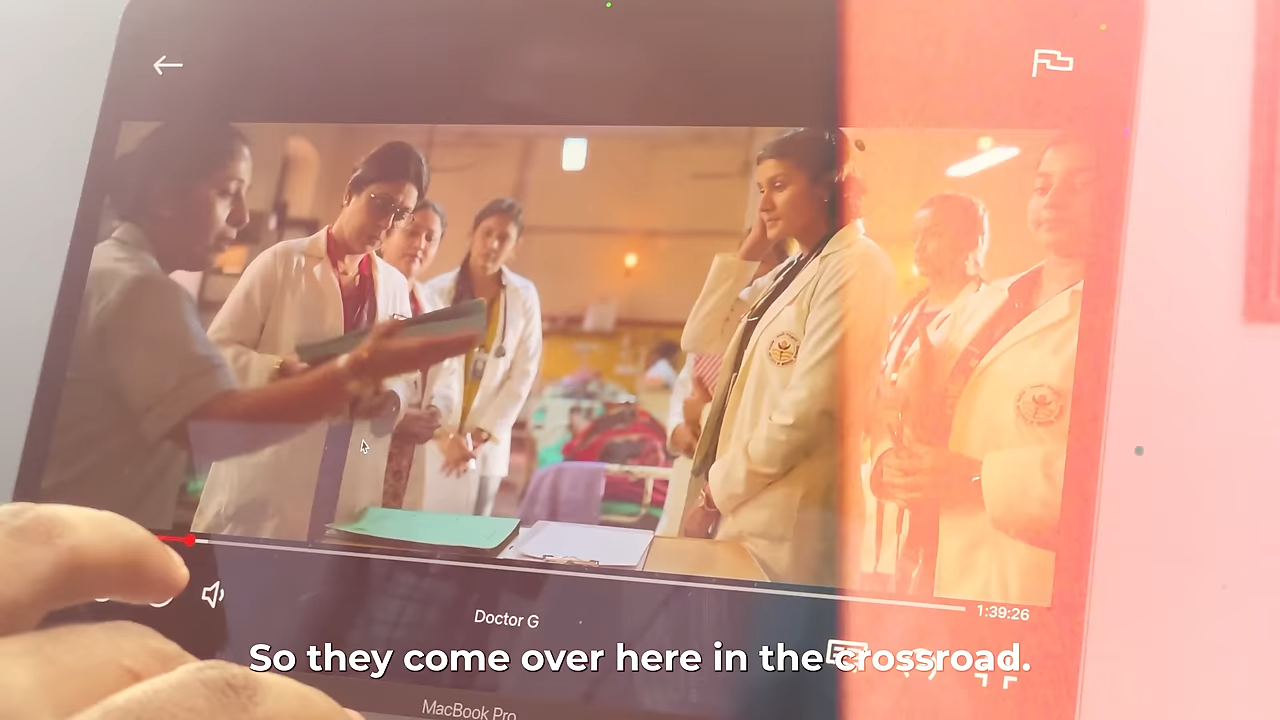 1:39:26
Doctor G
So they come over here in the crossroad.
MacBook Pro